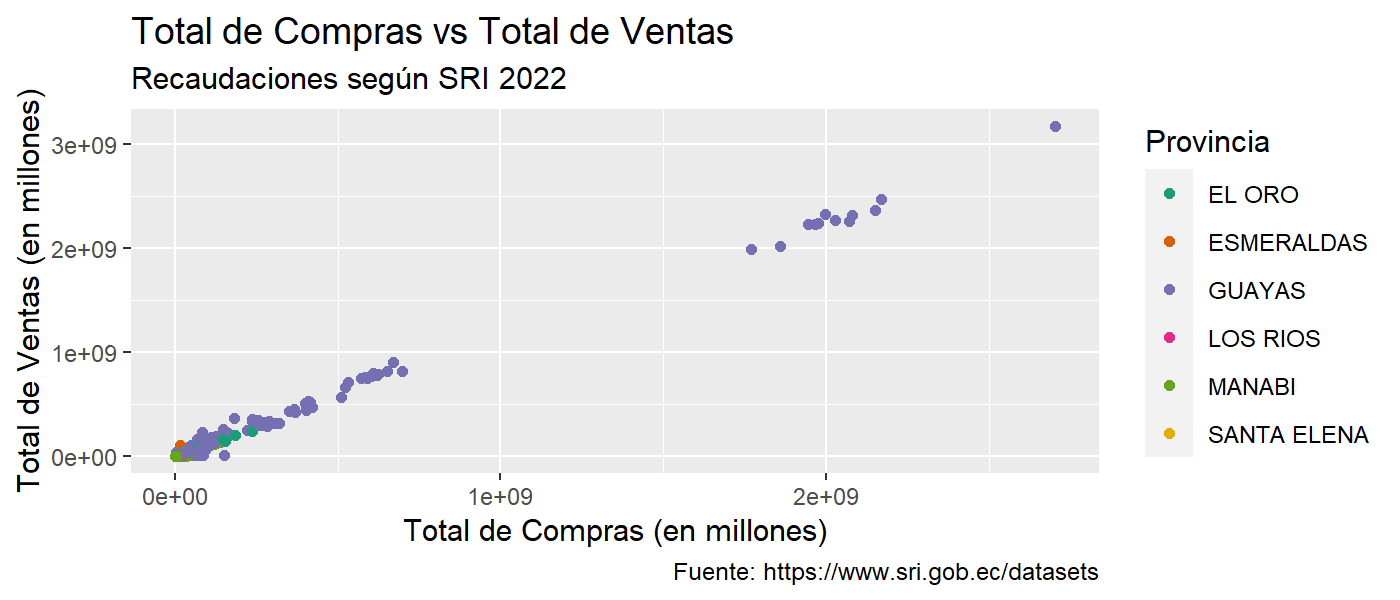 Total de Compras vs Total de Ventas
Recaudaciones según SRI 2022
Total de Ventas (en millones)
3e+09
2e+09
1e+09
0e+00
0e+00
1e+09
2e+09
Total de Compras (en millones)
Provincia
EL ORO
ESMERALDAS
GUAYAS
LOS RIOS
MANABI
SANTA ELENA
Fuente: https://www.sri.gob.ec/datasets